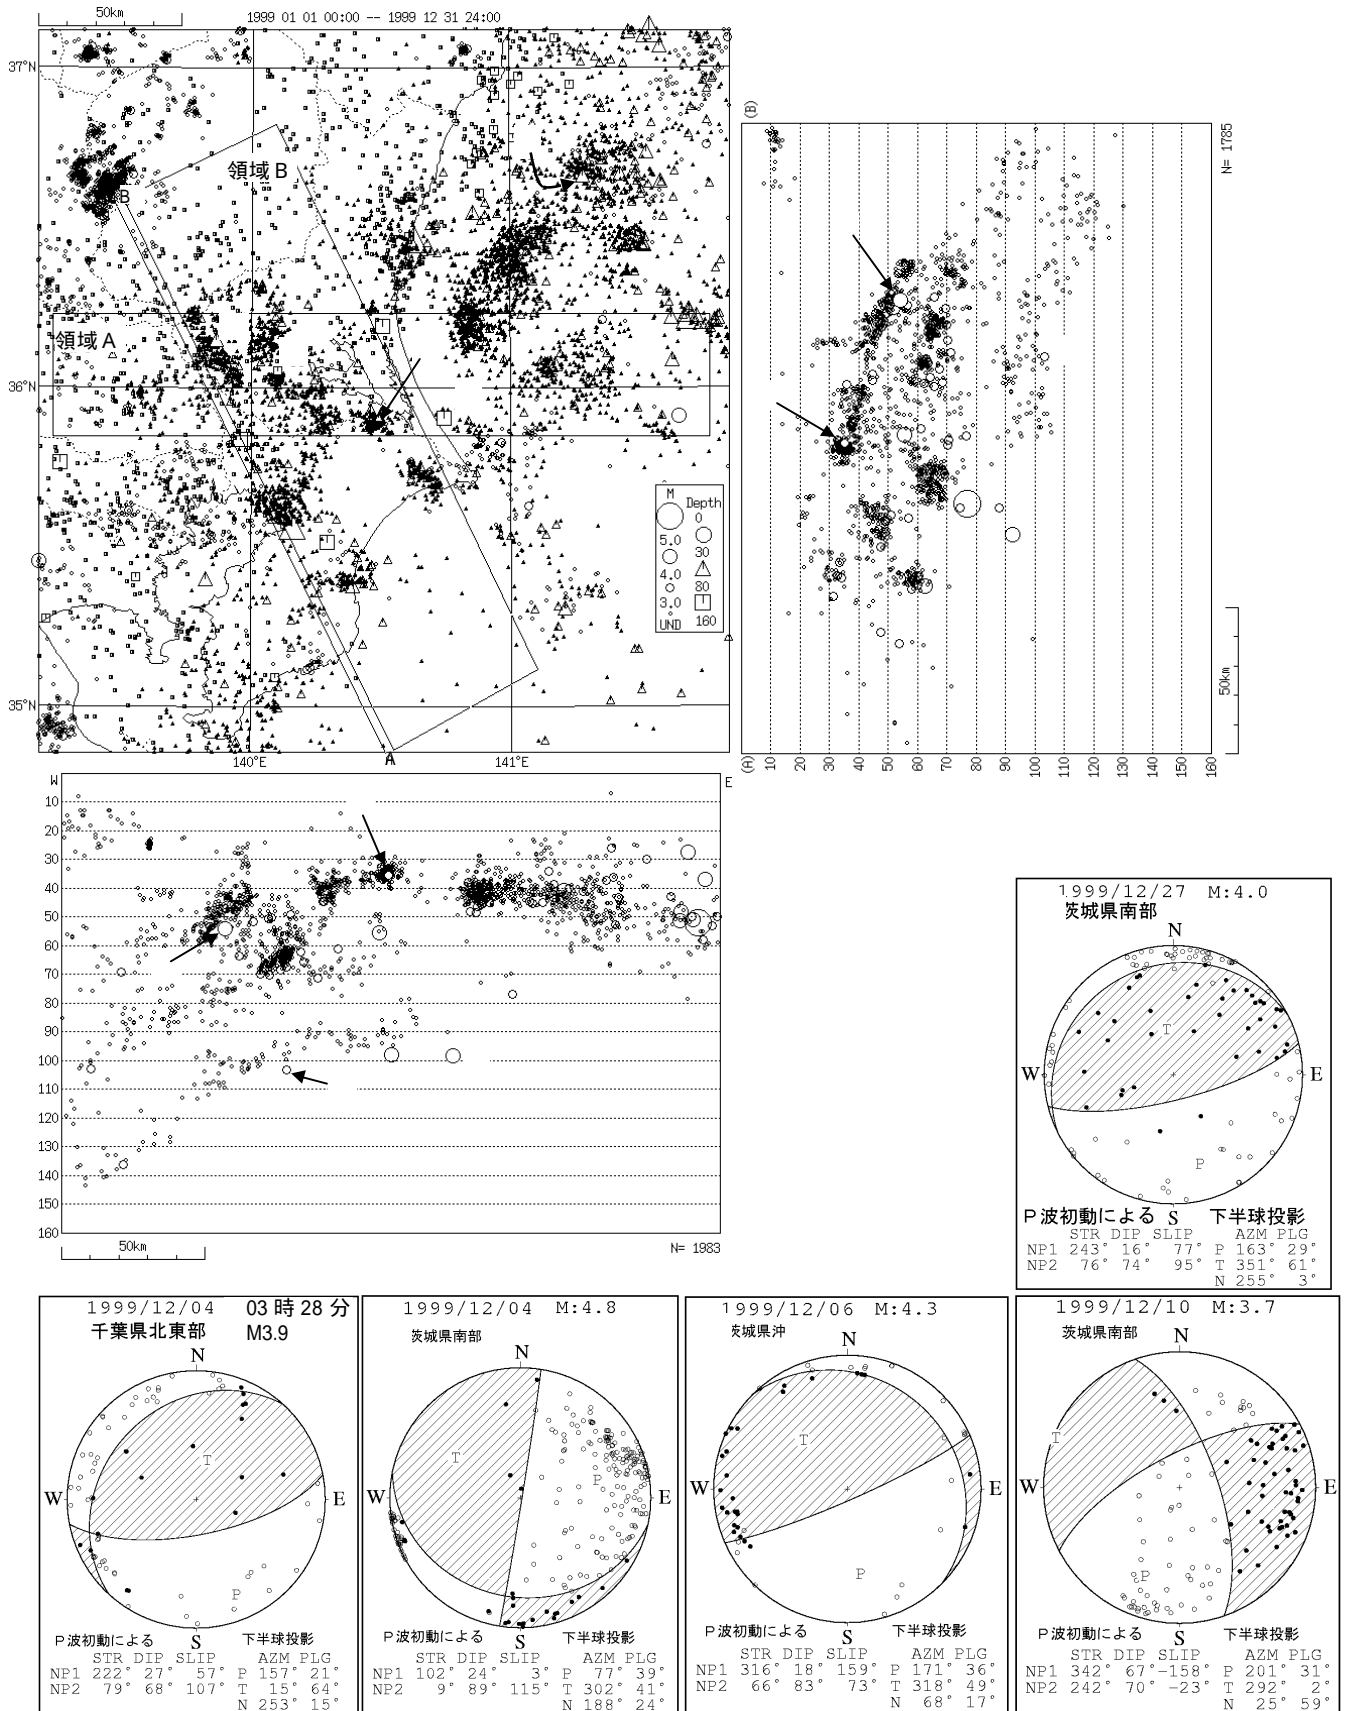 50km
1999 01 01 00:00 -- 1999 12 31 24:00
37°N
36°N
35°N
140°E
141°E
領域B
領域A
B
A
M
Depth
0
5.0
30
4.0
80
3.0
160
UND
(B)
N= 1785
50km
(A)
10
20
30
40
50
60
70
80
90
100
110
120
130
140
150
160
W
E
10
20
30
40
50
60
70
80
90
100
110
120
130
140
150
160
50km
N= 1983
1999/12/27 M:4.0
茨城県南部
N
W
E
T
P
S
P波初動による 下半球投影
STR DIP SLIP AZM PLG
NP1 243° 16° 77° P 163° 29°
NP2 76° 74° 95° T 351° 61°
N 255° 3°
1999/12/04 03時28分
千葉県北東部 M3.9
N
T
W
E
P
S
P波初動による 下半球投影
STR DIP SLIP AZM PLG
NP1 222° 27° 57° P 157° 21°
NP2 79° 68° 107° T 15° 64°
N 253° 15°
1999/12/04 M:4.8
茨城県南部
N
T
P
W
E
S
P波初動による 下半球投影
STR DIP SLIP AZM PLG
NP1 102° 24° 3° P 77° 39°
NP2 9° 89° 115° T 302° 41°
N 188° 24°
1999/12/06 M:4.3
茨城県沖
N
T
W
E
P
S
P波初動による 下半球投影
STR DIP SLIP AZM PLG
NP1 316° 18° 159° P 171° 36°
NP2 66° 83° 73° T 318° 49°
N 68° 17°
1999/12/10 M:3.7
茨城県南部
N
T
W
E
P
S
P波初動による 下半球投影
STR DIP SLIP AZM PLG
NP1 342° 67° -158° P 201° 31°
NP2 242° 70° -23° T 292° 2°
N 25° 59°